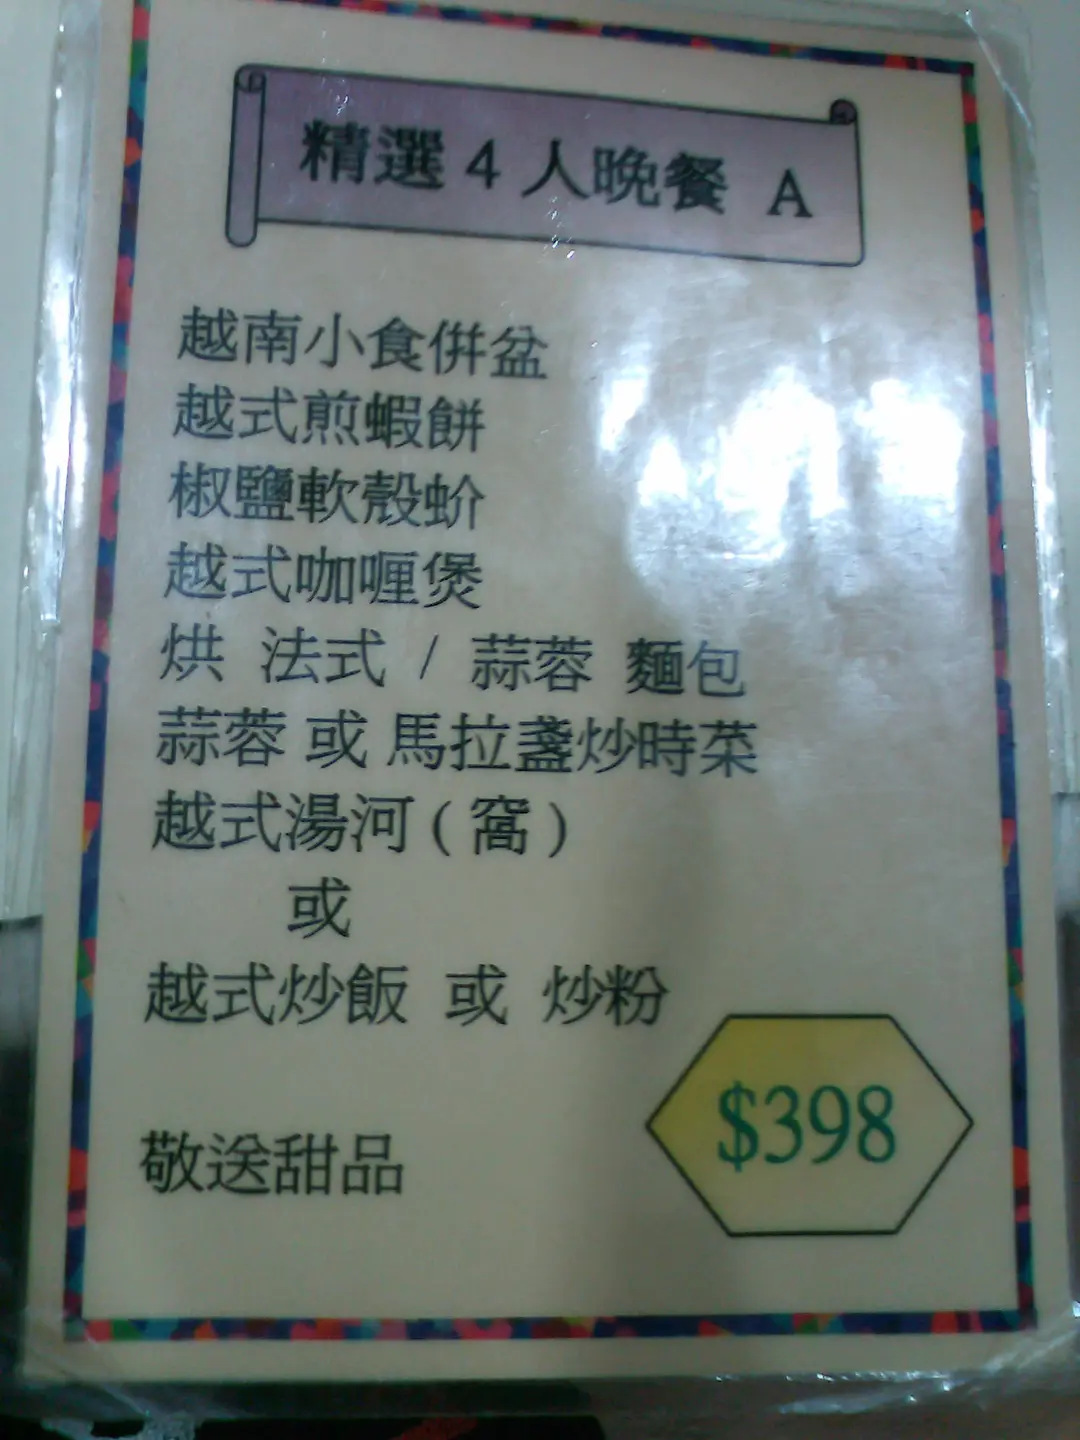 精選 4 人晚餐 A
越南小食併盆
越式煎蝦餅
椒鹽軟殼蚧
越式咖喱煲
烘 法式 / 蒜蓉 麵包
蒜蓉 或 馬拉盞炒時菜
越式湯河 ( 窩 )
或
越式炒飯 或 炒粉
$398
敬送甜品